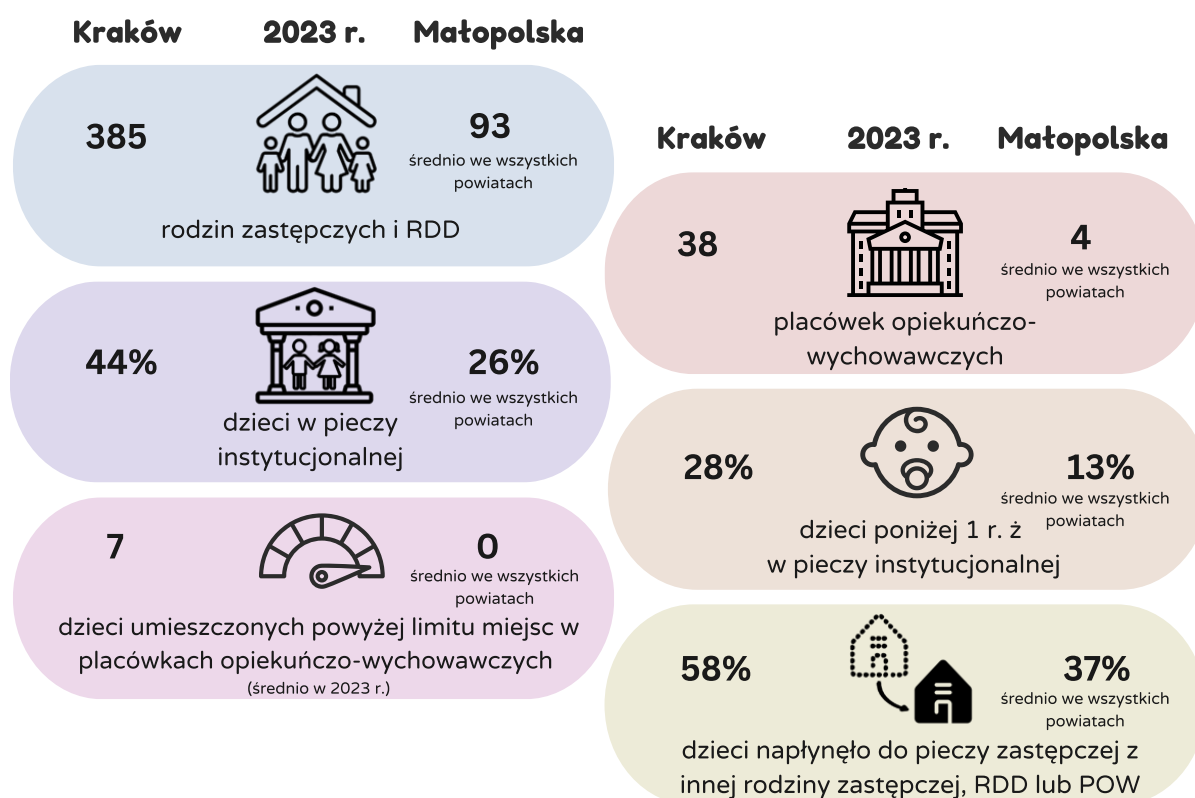 Kraków 2023 r. Małopolska
385 93
średnio we wszystkich
powiatach
rodzin zastępczych i RDD
44% 26%
średnio we wszystkich
powiatach
dzieci w pieczy
instytucjonalnej
7 0
średnio we wszystkich
powiatach
dzieci umieszczonych powyżej limitu miejsc w
placówkach opiekuńczo-wychowawczych
(średnio w 2023 r.)
Kraków 2023 r. Małopolska
38 4
średnio we wszystkich
powiatach
placówek opiekuńczo-
wychowawczych
28% 13%
średnio we wszystkich
powiatach
dzieci poniżej 1 r. ż
w pieczy instytucjonalnej
58% 37%
średnio we wszystkich
powiatach
dzieci napłynęło do pieczy zastępczej z
innej rodziny zastępczej, RDD lub POW